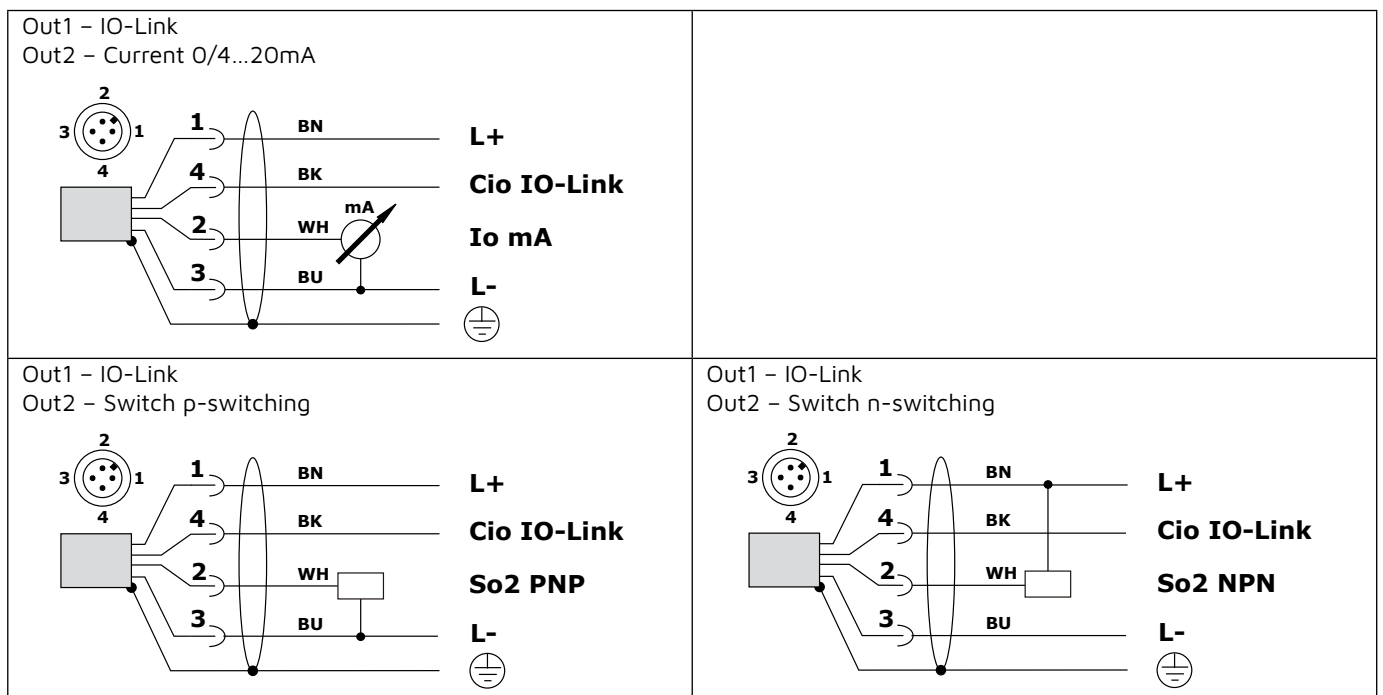 Out1 – IO-Link
Out2 – Current 0/4...20mA
2
3 1
4
1 BN L+
4 BK Cio IO-Link
mA
2 WH Io mA
3 BU L-
Out1 – IO-Link
Out2 – Switch p-switching
2
3 1
4
1 BN L+
4 BK Cio IO-Link
2 WH So2 PNP
3 BU L-
Out1 – IO-Link
Out2 – Switch n-switching
2
3 1
4
1 BN L+
4 BK Cio IO-Link
2 WH So2 NPN
3 BU L-